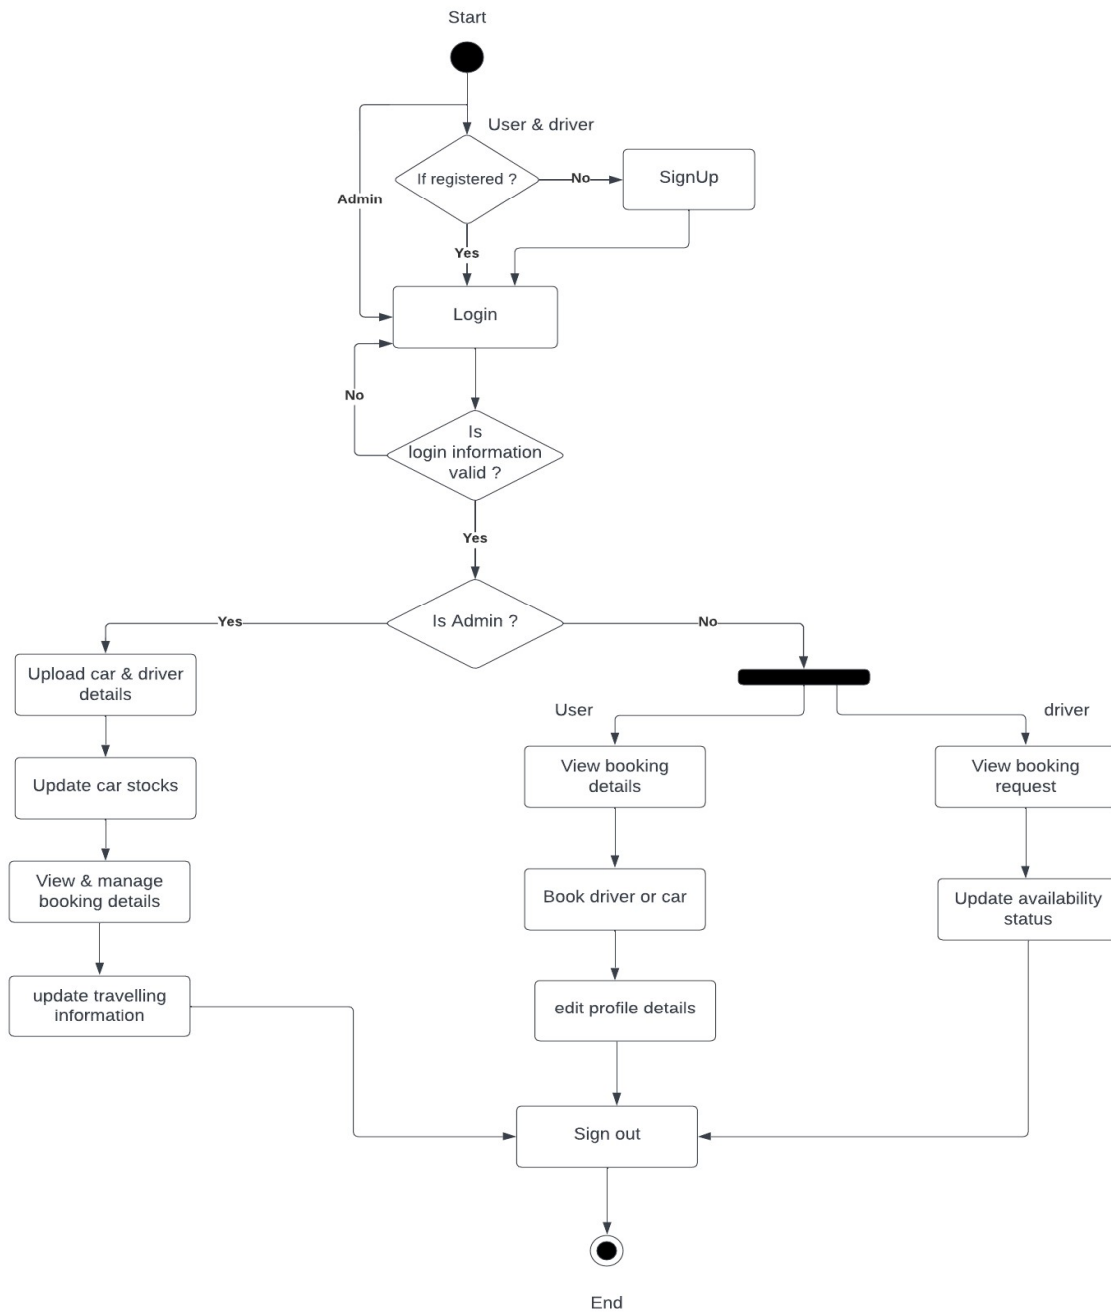 Start
User & driver
If registered ?
No
SignUp
Admin
Yes
Login
No
Is
login information
valid ?
Yes
Is Admin ?
Yes
No
Upload car & driver
details
User
driver
View booking
details
View booking
request
Update car stocks
View & manage
booking details
Book driver or car
Update availability
status
update travelling
information
edit profile details
Sign out
End